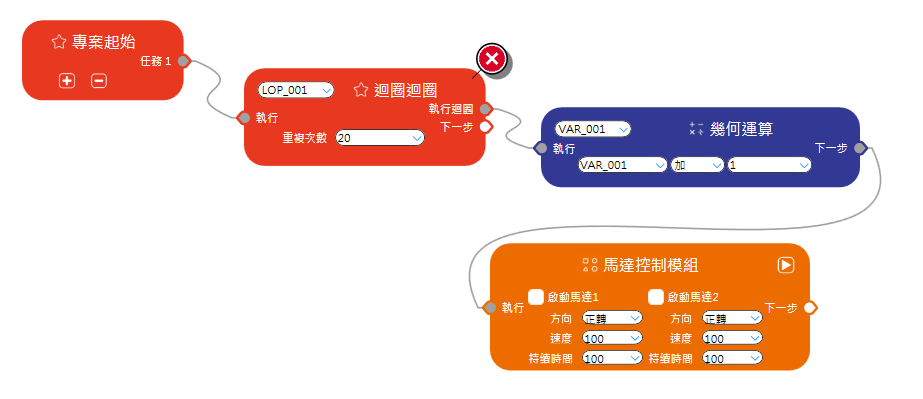 專案起始
任務 1
LOP_001
迴圈迴圈
執行
執行迴圈
下一步
重複次數
20
VAR_001
幾何運算
執行
下一步
VAR_001
加
1
馬達控制模組
執行
啟動馬達1
啟動馬達2
下一步
方向
正轉
方向
正轉
速度
100
速度
100
持續時間
100
持續時間
100